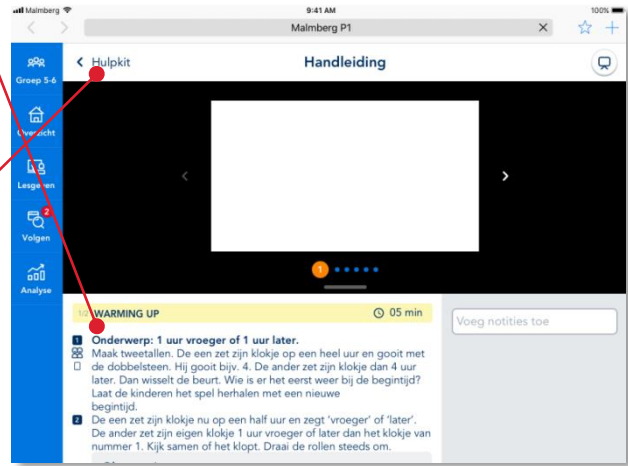 Malmberg
9:41 AM
100%
Malmberg P1
Groep 5-6
Overzicht
Lesgeven
2
Volgen
Analyse
Hulpkit
Handleiding
1
1/2 WARMING UP
05 min
Voeg notities toe
1 Onderwerp: 1 uur vroeger of 1 uur later.
Maak tweetallen. De een zet zijn klokje op een heel uur en gooit met
de dobbelsteen. Hij gooit bijv. 4. De ander zet zijn klokje dan 4 uur
later. Dan wisselt de beurt. Wie is er het eerst weer bij de begintijd?
Laat de kinderen het spel herhalen met een nieuwe
begintijd.
2 De een zet zijn klokje nu op een half uur en zegt ‘vroeger’ of ‘later’.
De ander zet zijn eigen klokje 1 uur vroeger of later dan het klokje van
nummer 1. Kijk samen of het klopt. Draai de rollen steeds om.